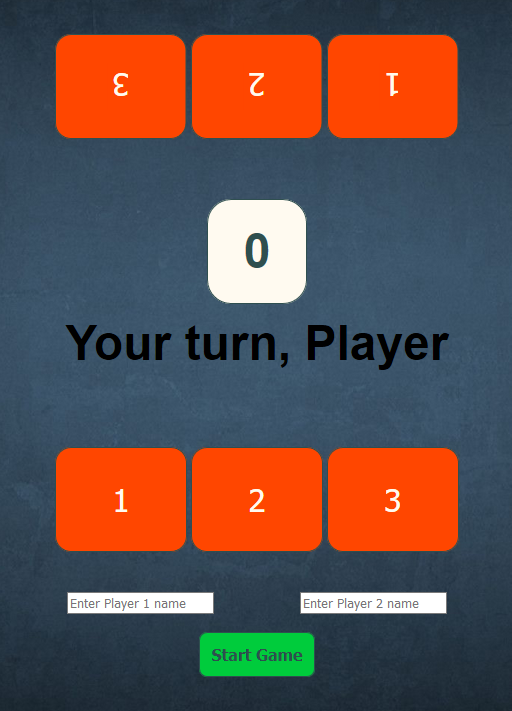 3 2 1
0
Your turn, Player
1 2 3
Enter Player 1 name Enter Player 2 name
Start Game